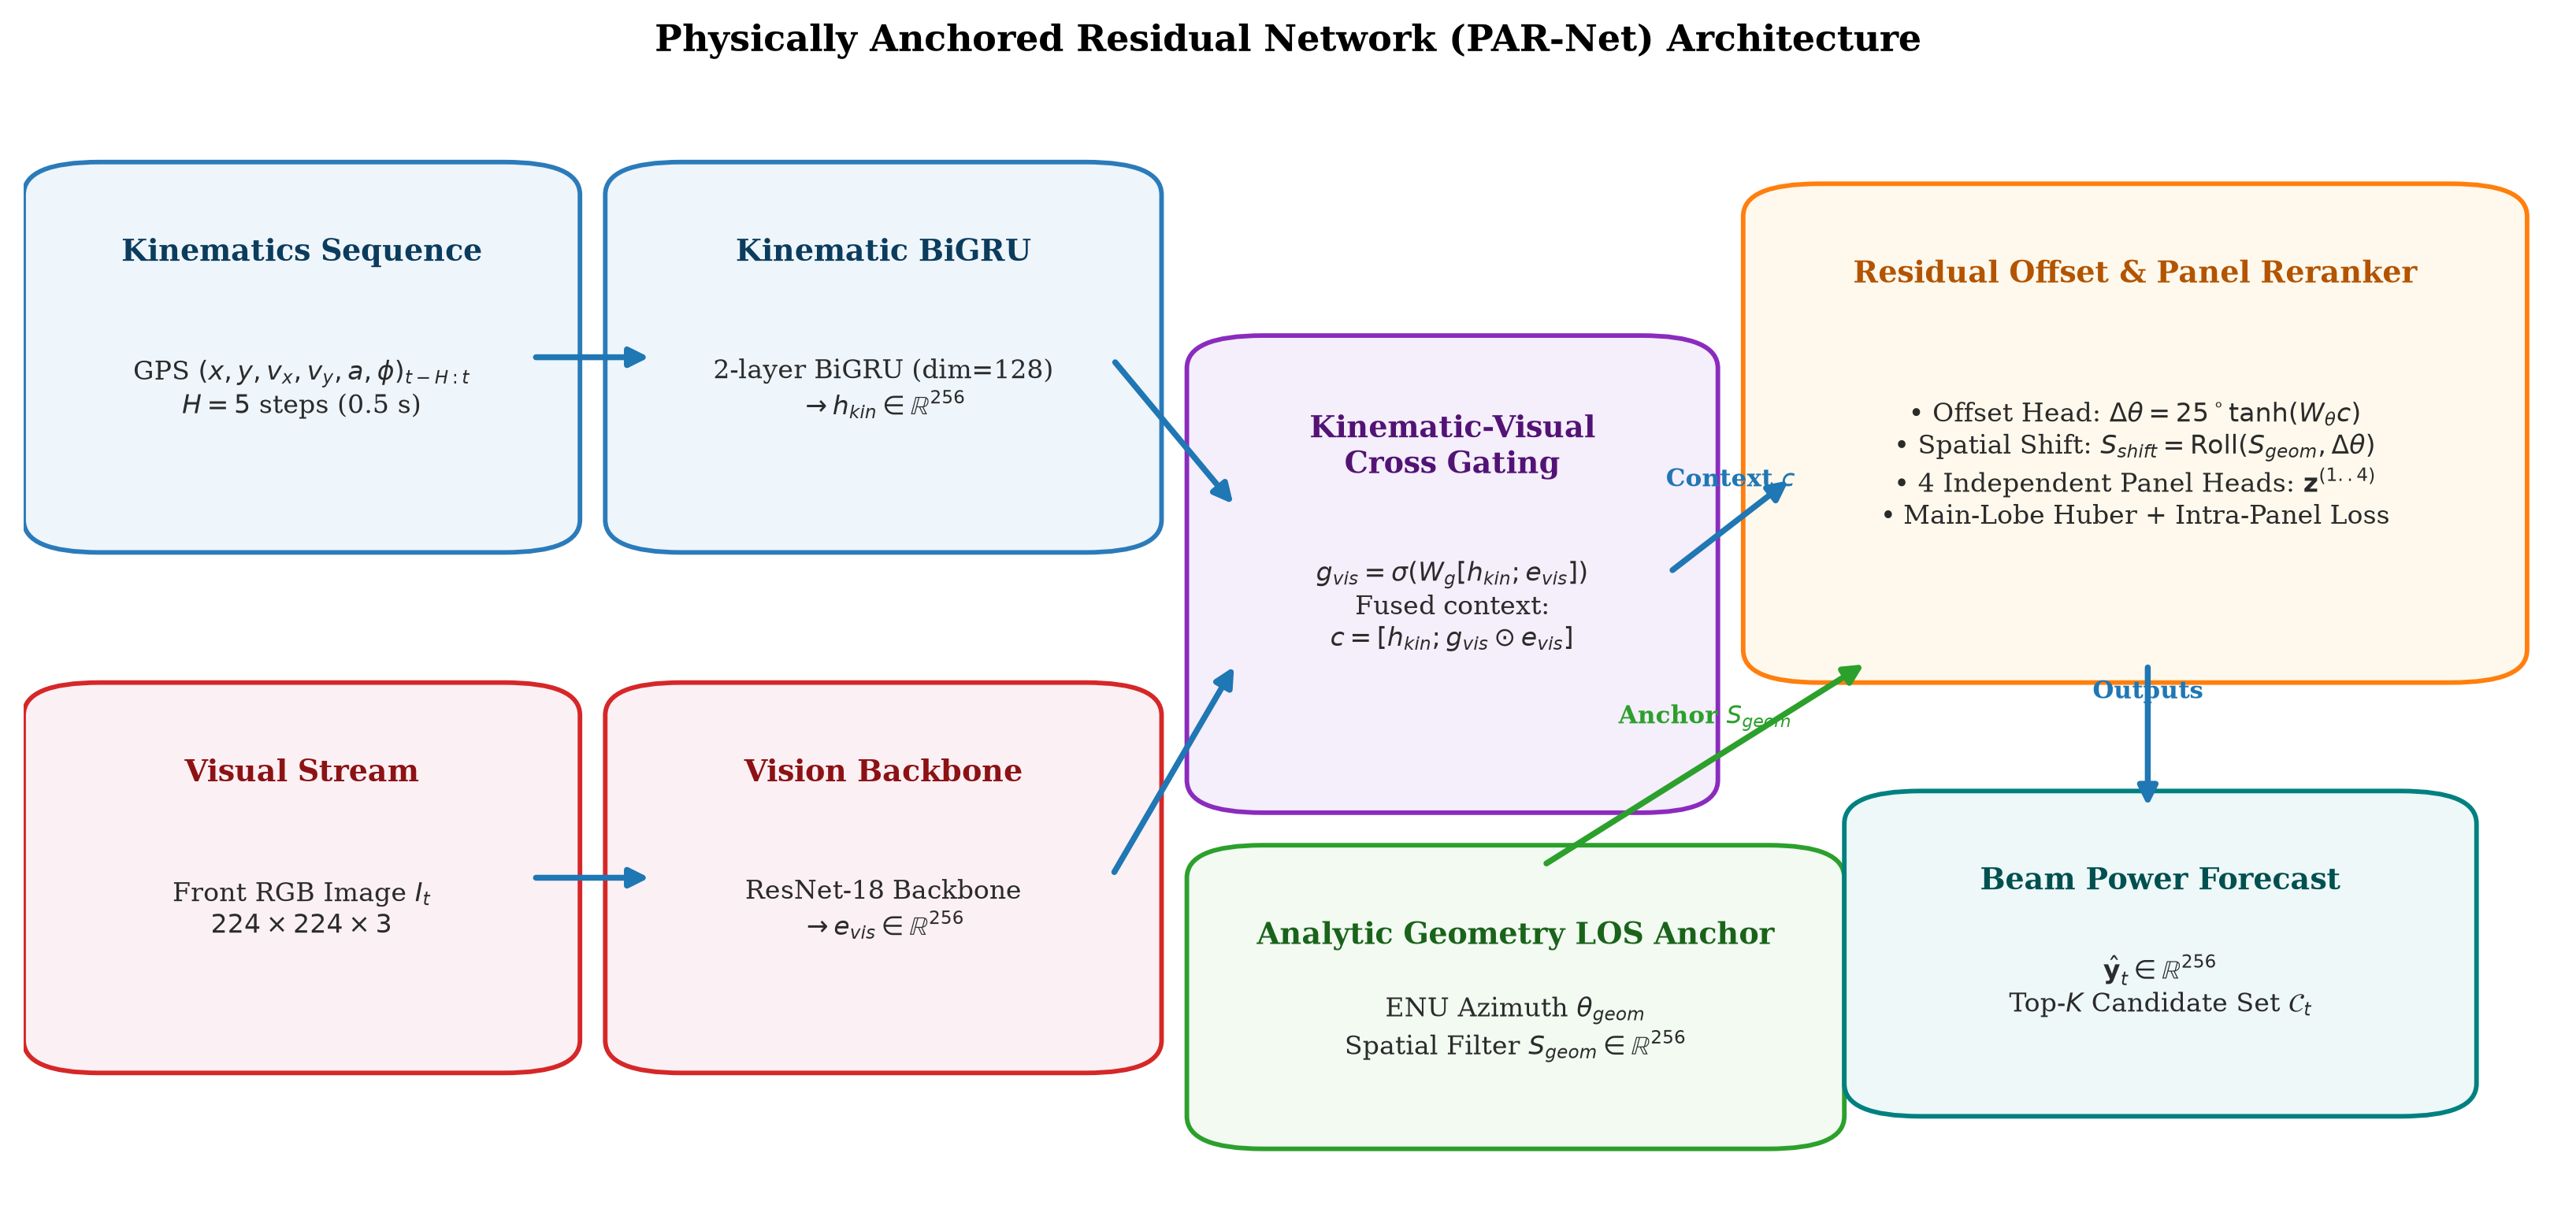 Physically Anchored Residual Network (PAR-Net) Architecture
Kinematics Sequence
GPS (x, y, vₓ, v_y, a, ϕ)_{t−H:t}
H = 5 steps (0.5 s)
Kinematic BiGRU
2-layer BiGRU (dim=128)
→ h_{kin} ∈ ℝ^{256}
Visual Stream
Front RGB Image I_t
224 × 224 × 3
Vision Backbone
ResNet-18 Backbone
→ e_{vis} ∈ ℝ^{256}
Kinematic-Visual
Cross Gating
g_{vis} = σ(W_g[h_{kin}; e_{vis}])
Fused context:
c = [h_{kin}; g_{vis} ⊙ e_{vis}]
Context c
Anchor S_{geom}
Analytic Geometry LOS Anchor
ENU Azimuth θ_{geom}
Spatial Filter S_{geom} ∈ ℝ^{256}
Residual Offset & Panel Reranker
• Offset Head: Δθ = 25° tanh(W_θ c)
• Spatial Shift: S_{shift} = Roll(S_{geom}, Δθ)
• 4 Independent Panel Heads: z^{(1..4)}
• Main-Lobe Huber + Intra-Panel Loss
Outputs
Beam Power Forecast
ŷ_t ∈ ℝ^{256}
Top-K Candidate Set 𝒞_t